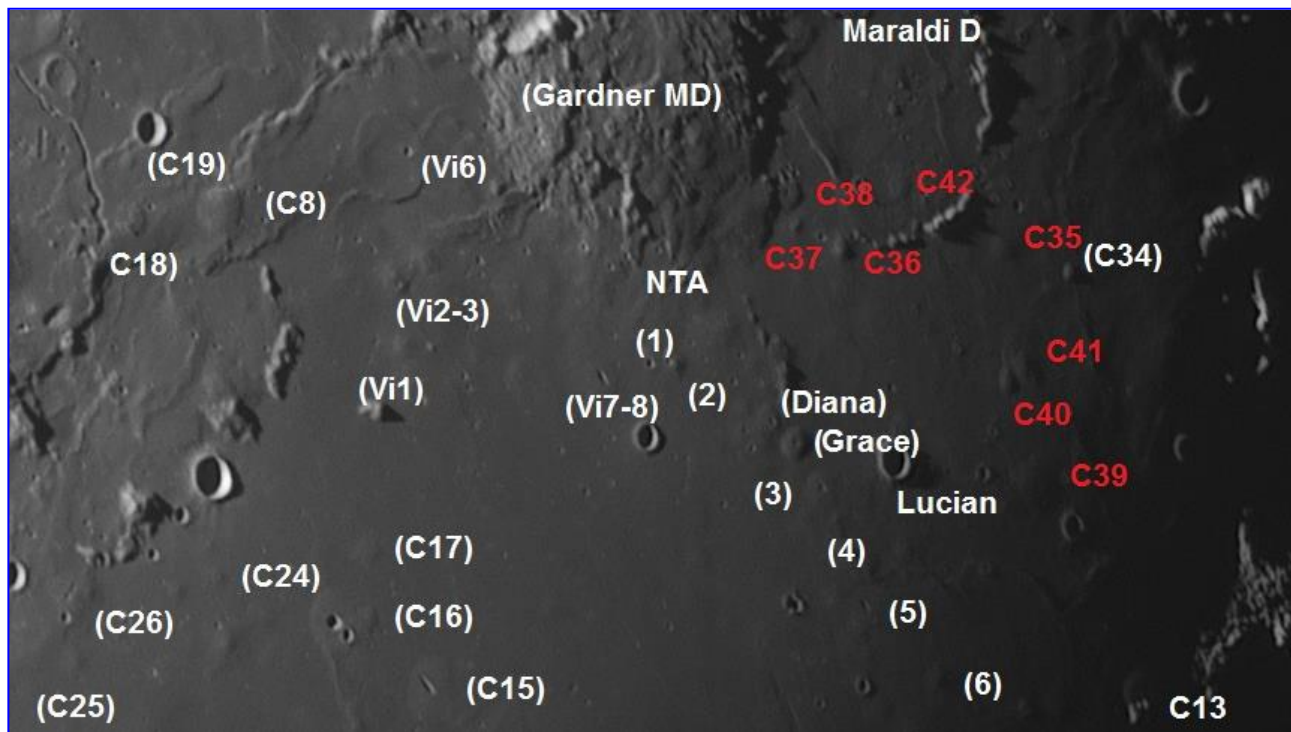 Maraldi D
(Gardner MD)
(C19)
(Vi6)
C38
C42
(C8)
C35
C18)
C37
C36
(C34)
NTA
(Vi2-3)
(1)
C41
(Vi1)
(Vi7-8)
(2)
(Diana)
C40
(Grace)
C39
(3)
Lucian
(C17)
(4)
(C24)
(C26)
(C16)
(5)
(C15)
(6)
(C25)
C13